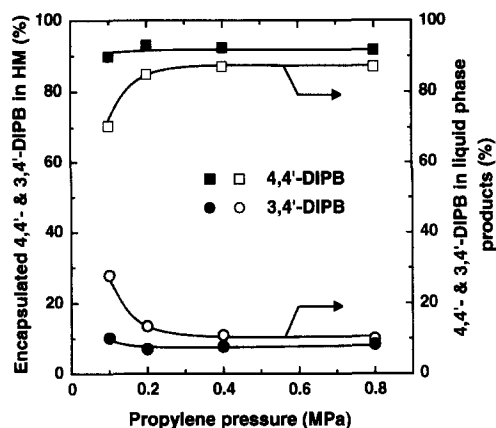 Encapsulated 4,4'- & 3,4'-DIPB in HM (%)
100
80
60
40
20
0
100
80
60
40
20
0
4,4'- & 3,4'-DIPB in liquid phase
products (%)
4,4'-DIPB
3,4'-DIPB
0
0.2
0.4
0.6
0.8
Propylene pressure (MPa)